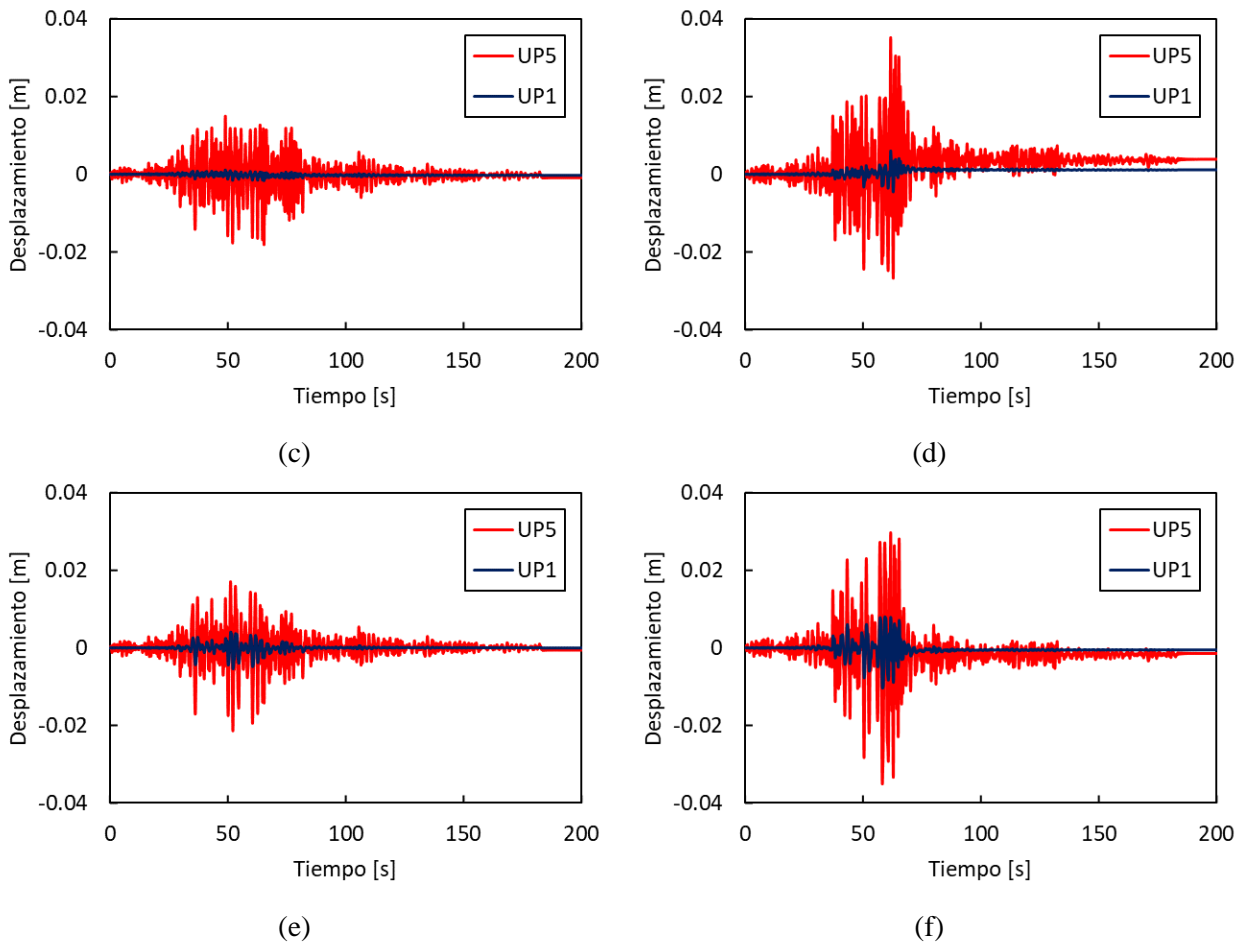 0.04
0.02
0
-0.02
-0.04
Desplazamiento [m]
UP5
UP1
0 50 100 150 200
Tiempo [s]
(c)
0.04
0.02
0
-0.02
-0.04
Desplazamiento [m]
UP5
UP1
0 50 100 150 200
Tiempo [s]
(d)
0.04
0.02
0
-0.02
-0.04
Desplazamiento [m]
UP5
UP1
0 50 100 150 200
Tiempo [s]
(e)
0.04
0.02
0
-0.02
-0.04
Desplazamiento [m]
UP5
UP1
0 50 100 150 200
Tiempo [s]
(f)